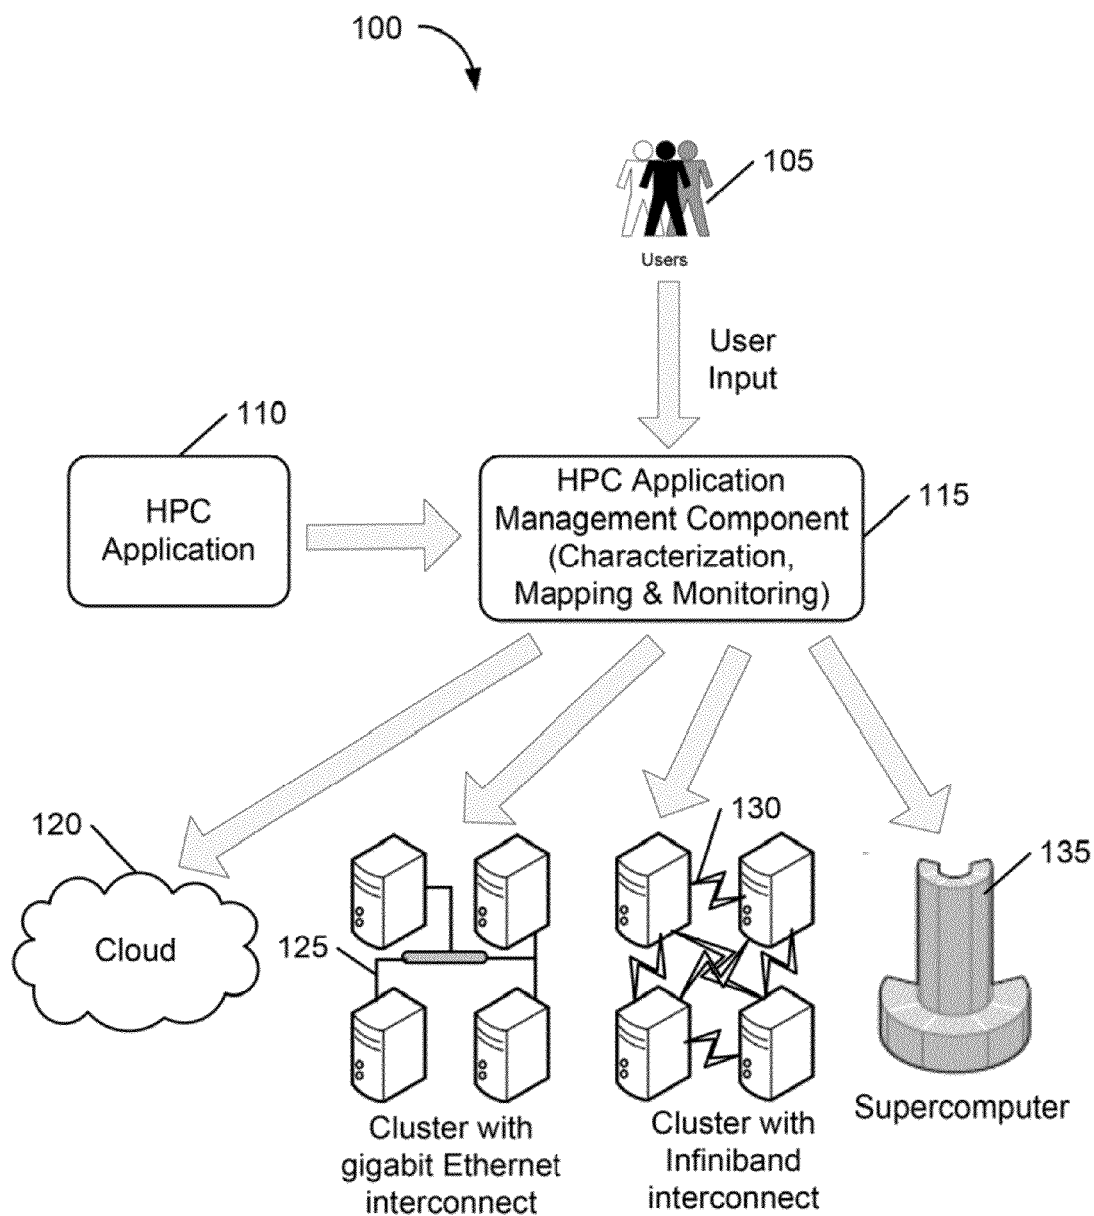 100
105
Users
User
Input
110
HPC
Application
HPC Application
Management Component
(Characterization,
Mapping & Monitoring)
115
120
Cloud
125
130
135
Cluster with
gigabit Ethernet
interconnect
Cluster with
Infiniband
interconnect
Supercomputer